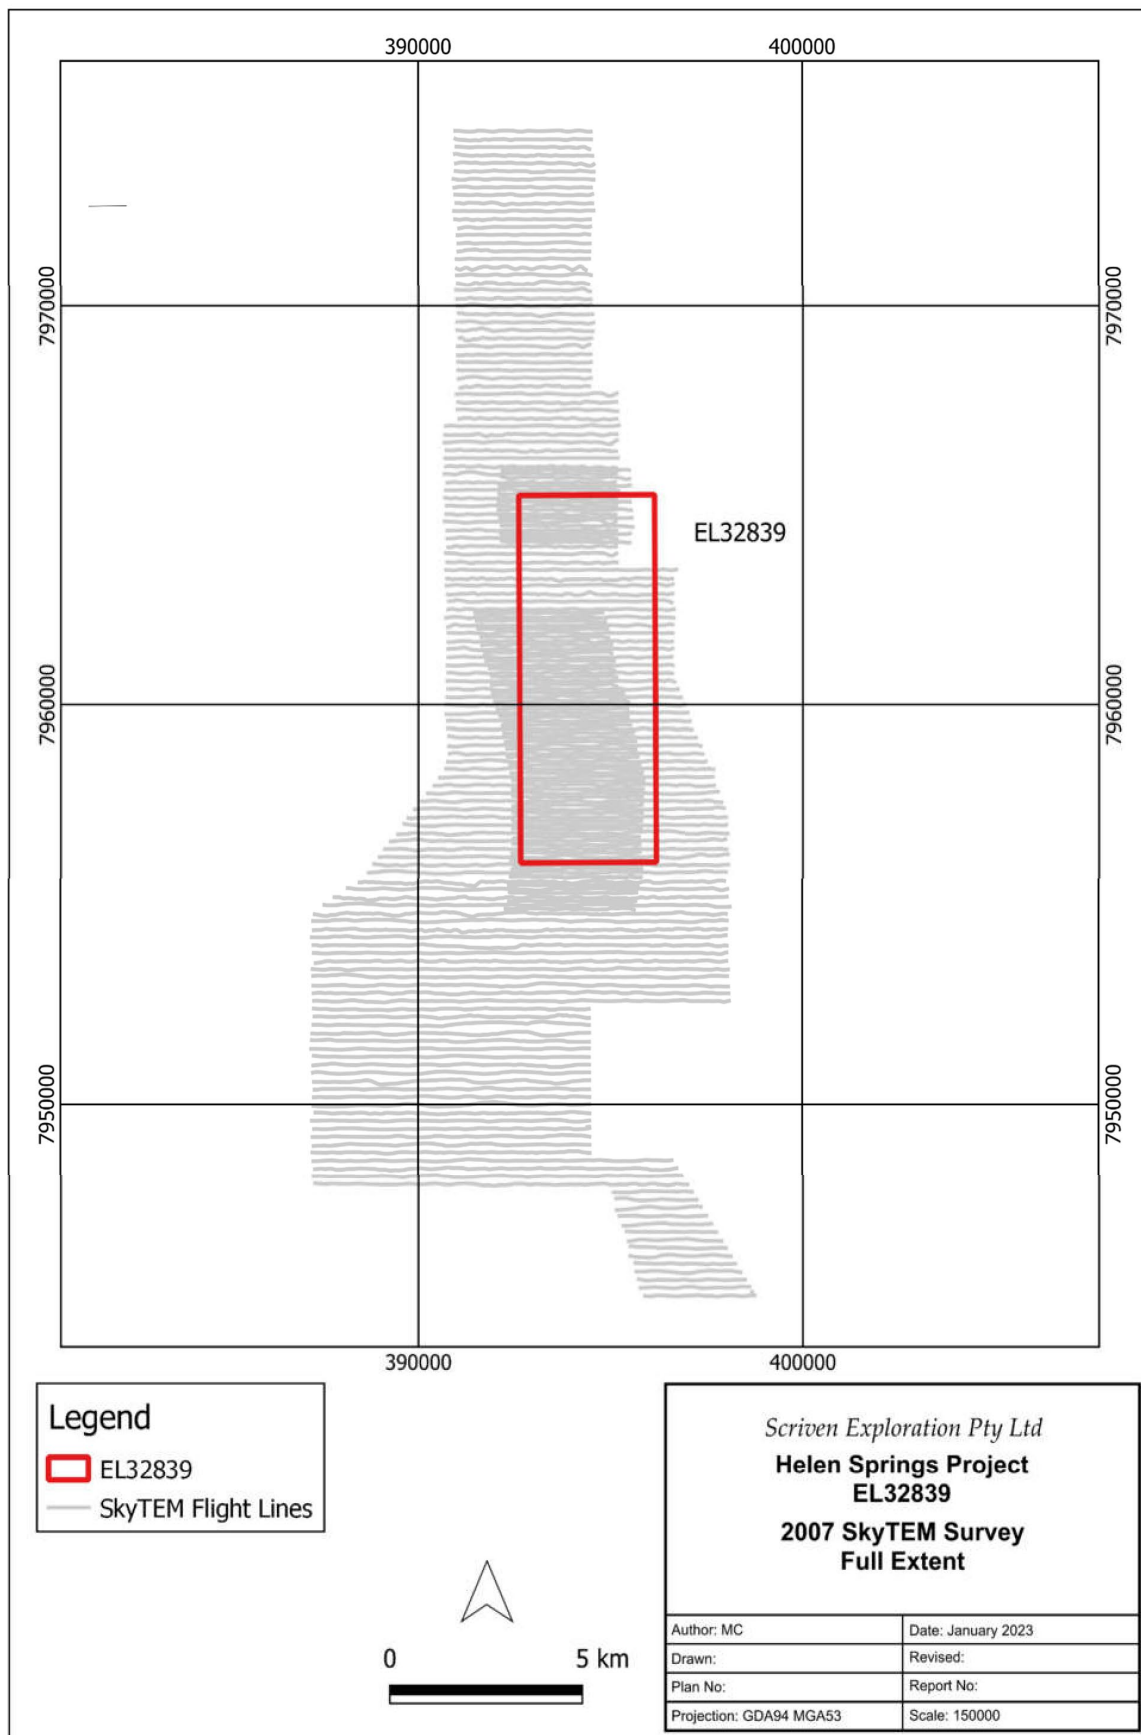 390000
400000
7970000
7970000
EL32839
7960000
7960000
7950000
7950000
390000
400000
Legend
EL32839
SkyTEM Flight Lines
0
5 km
Scriven Exploration Pty Ltd
Helen Springs Project
EL32839
2007 SkyTEM Survey
Full Extent
Author: MC
Date: January 2023
Drawn:
Revised:
Plan No:
Report No:
Projection: GDA94 MGA53
Scale: 150000